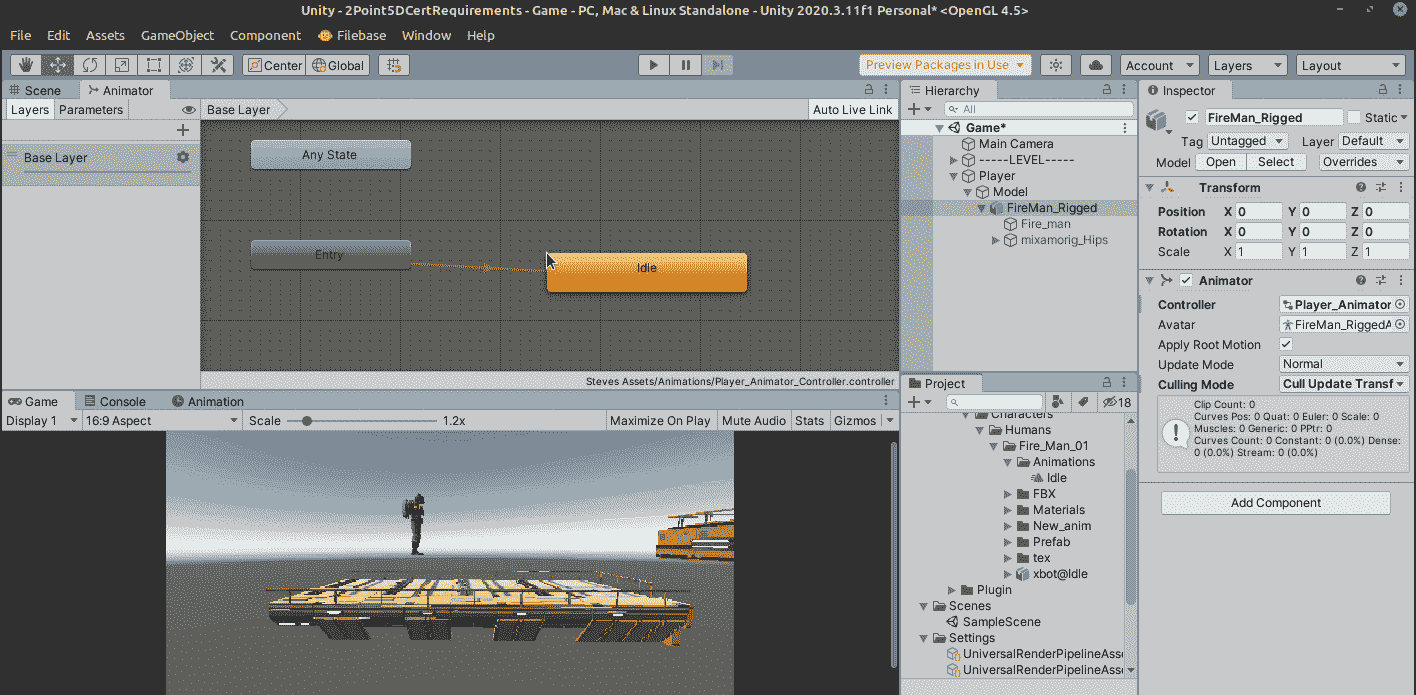 Unity - 2Point5DCertRequirements - Game - PC, Mac & Linux Standalone - Unity 2020.3.11f1 Personal* <OpenGL 4.5>
File Edit Assets GameObject Component Filebase Window Help
Center Global Preview Packages in Use Account Layers Layout
Scene Animator
Layers Parameters Base Layer Auto Live Link
Base Layer
Any State
Entry
Idle
Steves Assets/Animations/Player_Animator_Controller.controller
Game Console Animation
Display 1 16:9 Aspect Scale 1.2x Maximize On Play Mute Audio Stats Gizmos
Hierarchy
All
Game*
Main Camera
-----LEVEL-----
Player
Model
FireMan_Rigged
Fire_man
mixamorig_Hips
Project
18
Characters
Humans
Fire_Man_01
Animations
Idle
FBX
Materials
New_anim
Prefab
tex
xbot@Idle
Plugin
Scenes
SampleScene
Settings
UniversalRenderPipelineAsse
UniversalRenderPipelineAsse
Inspector
FireMan_Rigged Static
Tag Untagged Layer Default
Model Open Select Overrides
Transform
Position X 0 Y 0 Z 0
Rotation X 0 Y 0 Z 0
Scale X 1 Y 1 Z 1
Animator
Controller Player_Animator
Avatar FireMan_RiggedA
Apply Root Motion
Update Mode Normal
Culling Mode Cull Update Transf
Clip Count: 0
Curves Pos: 0 Quat: 0 Euler: 0 Scale: 0
Muscles: 0 Generic: 0 PPtr: 0
Curves Count: 0 Constant: 0 (0.0%) Dense:
0 (0.0%) Stream: 0 (0.0%)
Add Component